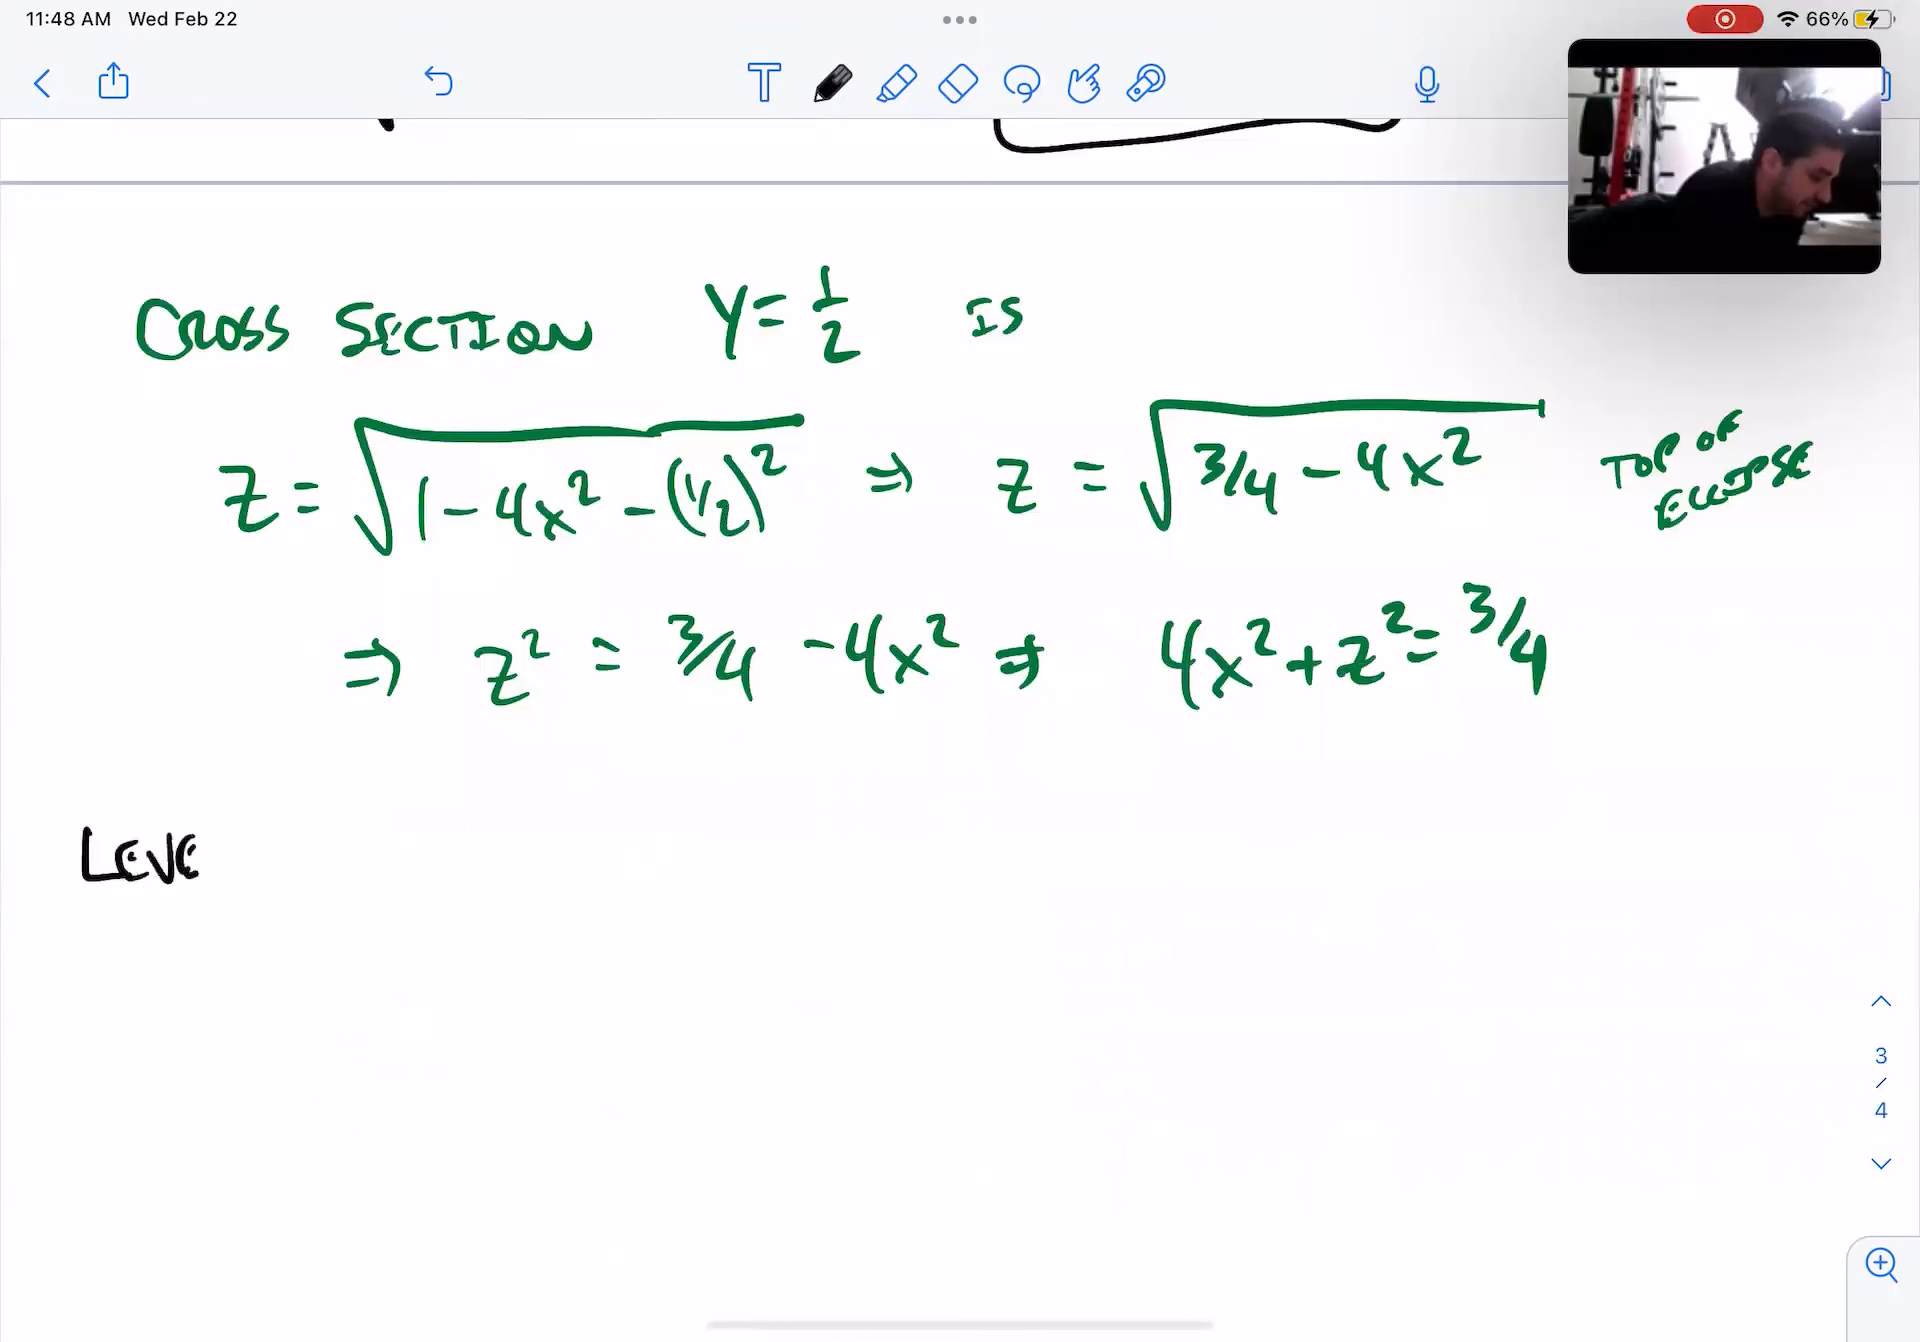 11:48 AM Wed Feb 22
66%
CROSS SECTION Y = 1/2 IS
Z = √(1 - 4x² - (1/2)²) ⇒ Z = √(3/4 - 4x²) TOP OF
ELLIPSE
⇒ Z² = 3/4 - 4x² ⇒ 4x² + Z² = 3/4
LEVE
3
/
4